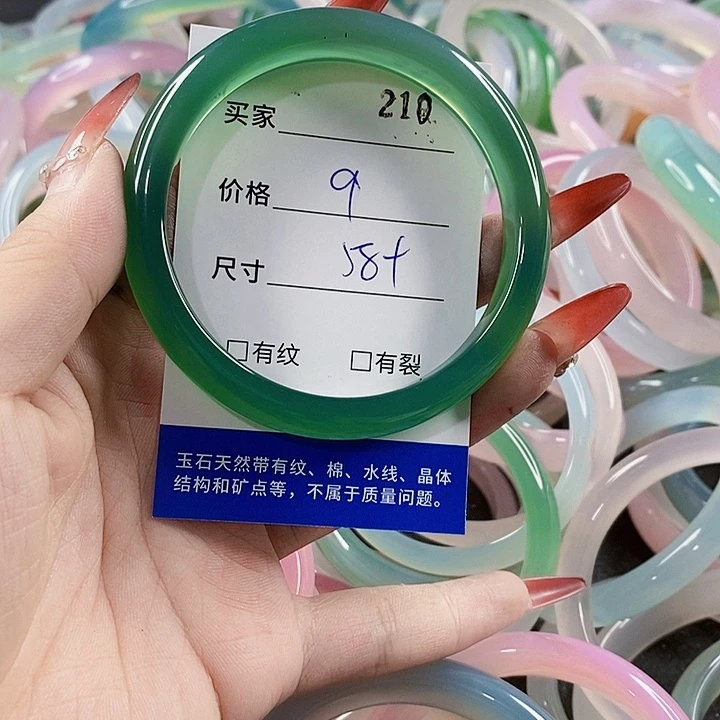 买家 210
价格 9
尺寸 58+
□有纹 □有裂
玉石天然带有纹、棉、水线、晶体
结构和矿点等，不属于质量问题。